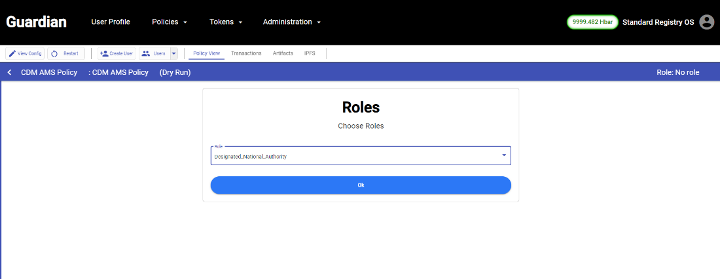 Guardian User Profile Policies Tokens Administration 9999.482 Hbar Standard Registry OS
View Config Restart Create User Users Policy View Transactions Artifacts IPFS
CDM AMS Policy : CDM AMS Policy (Dry Run) Role: No role
Roles
Choose Roles
Role
Designated_National_Authority
Ok